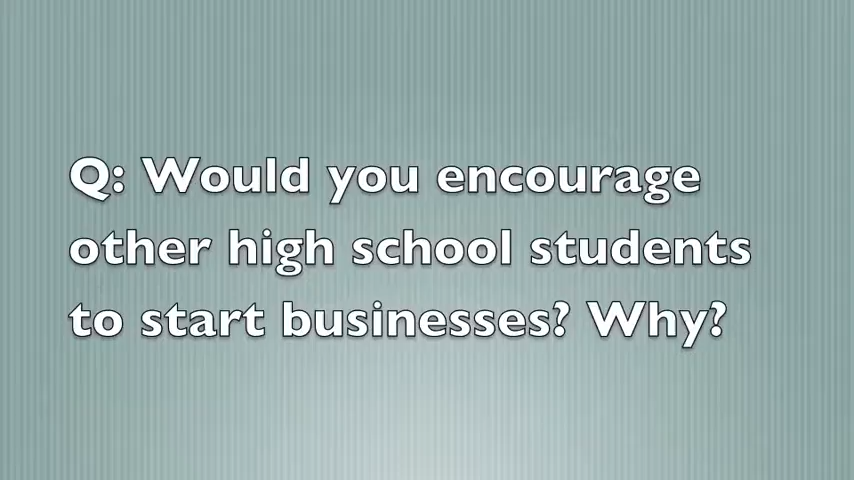 Q: Would you encourage
other high school students
to start businesses? Why?